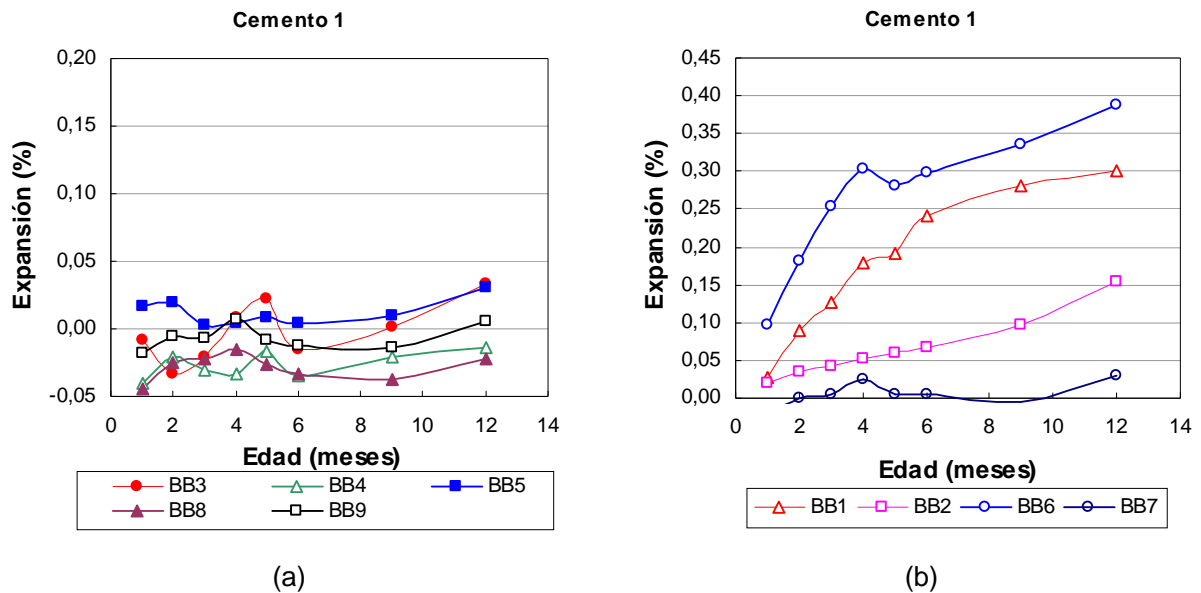 Cemento 1
0,20
0,15
0,10
0,05
0,00
-0,05
Expansión (%)
0 2 4 6 8 10 12 14
Edad (meses)
BB3 BB4 BB5
BB8 BB9
(a)
Cemento 1
0,45
0,40
0,35
0,30
0,25
0,20
0,15
0,10
0,05
0,00
Expansión (%)
0 2 4 6 8 10 12 14
Edad (meses)
BB1 BB2 BB6 BB7
(b)